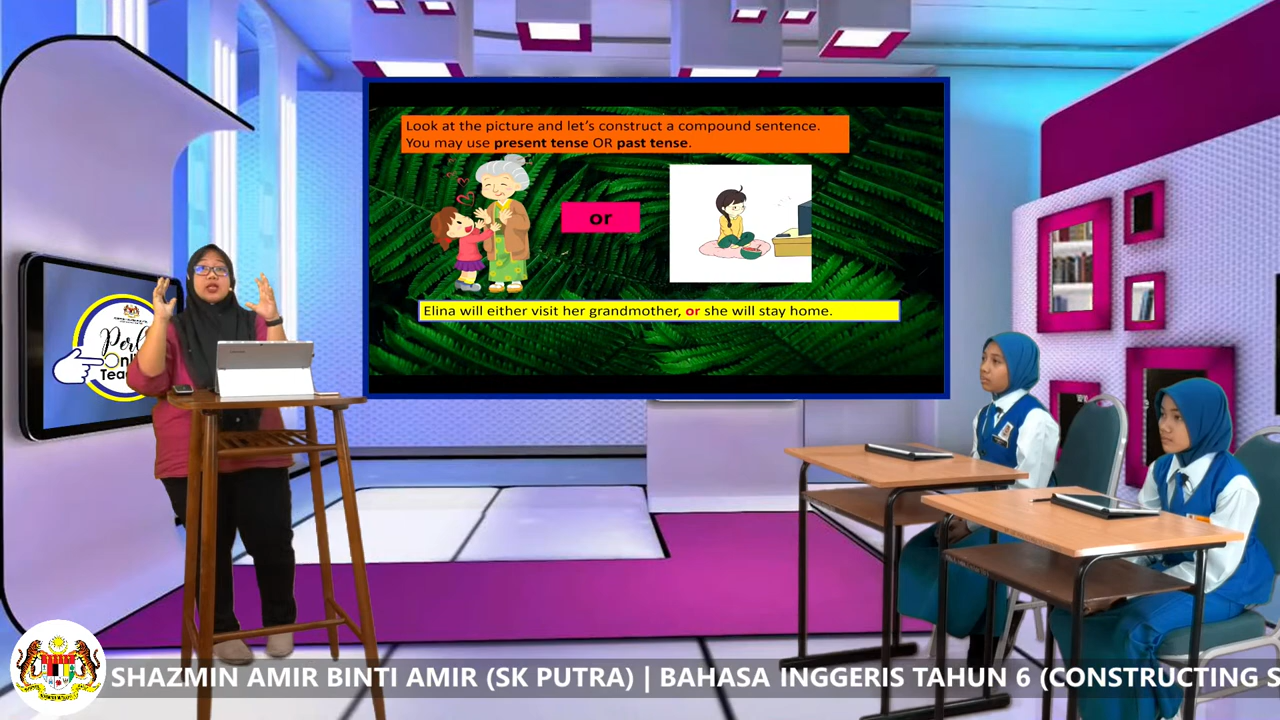 Look at the picture and let's construct a compound sentence.
You may use present tense OR past tense.
or
Elina will either visit her grandmother, or she will stay home.
SHAZMIN AMIR BINTI AMIR (SK PUTRA) | BAHASA INGGERIS TAHUN 6 (CONSTRUCTING